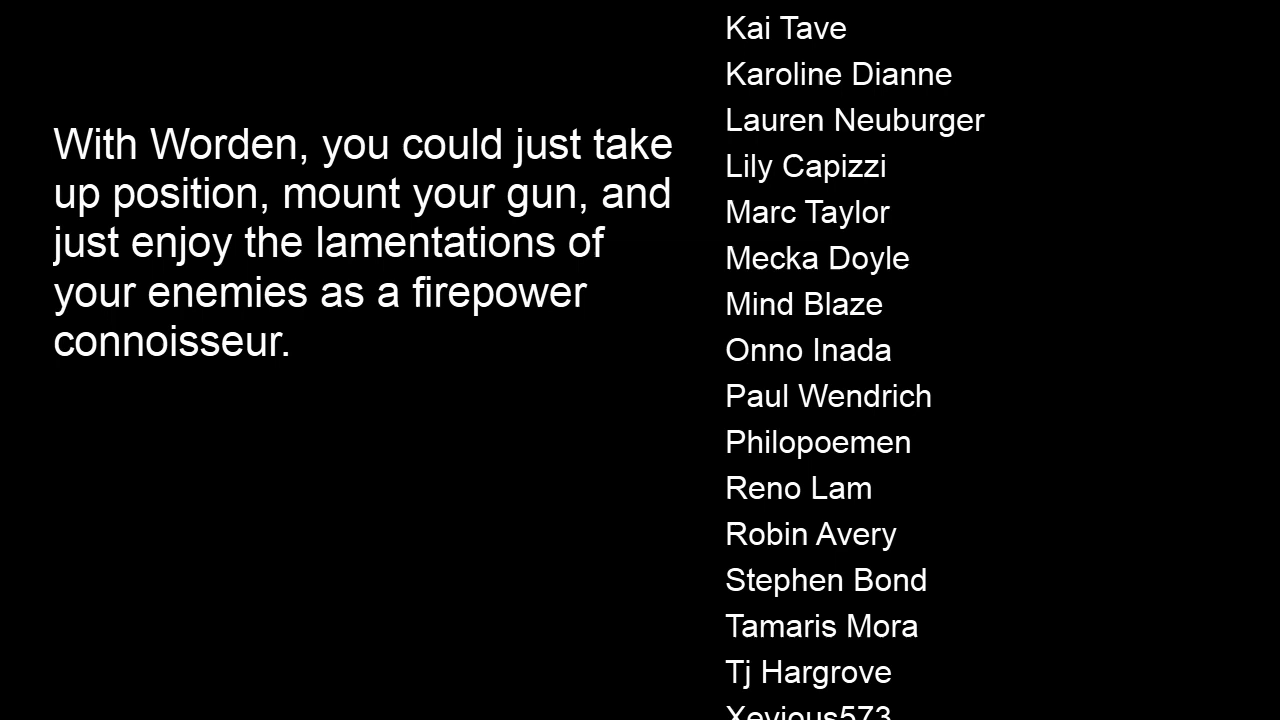 With Worden, you could just take
up position, mount your gun, and
just enjoy the lamentations of
your enemies as a firepower
connoisseur.
Kai Tave
Karoline Dianne
Lauren Neuburger
Lily Capizzi
Marc Taylor
Mecka Doyle
Mind Blaze
Onno Inada
Paul Wendrich
Philopoemen
Reno Lam
Robin Avery
Stephen Bond
Tamaris Mora
Tj Hargrove
Xevious573